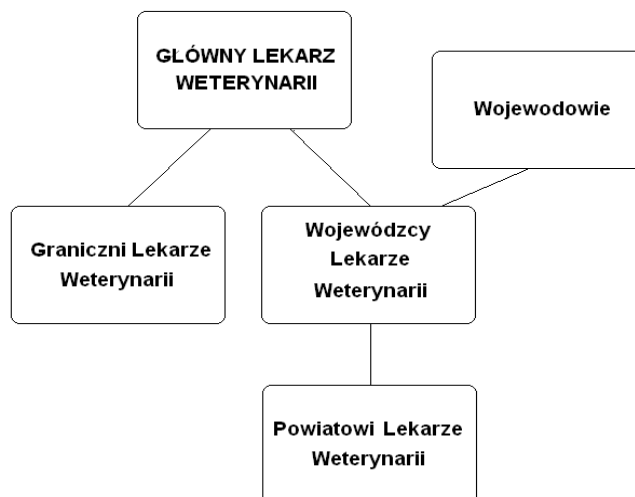 GŁÓWNY LEKARZ
WETERYNARII
Wojewodowie
Graniczni Lekarze
Weterynarii
Wojewódzcy
Lekarze
Weterynarii
Powiatowi Lekarze
Weterynarii